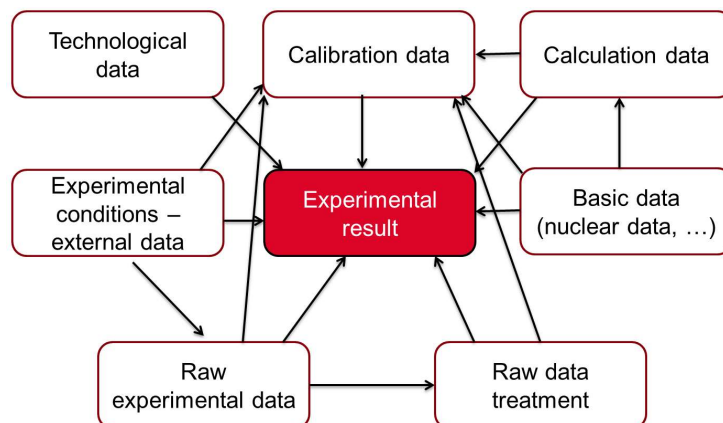 Technological
data
Calibration data
Calculation data
Experimental
conditions –
external data
Experimental
result
Basic data
(nuclear data, …)
Raw
experimental data
Raw data
treatment